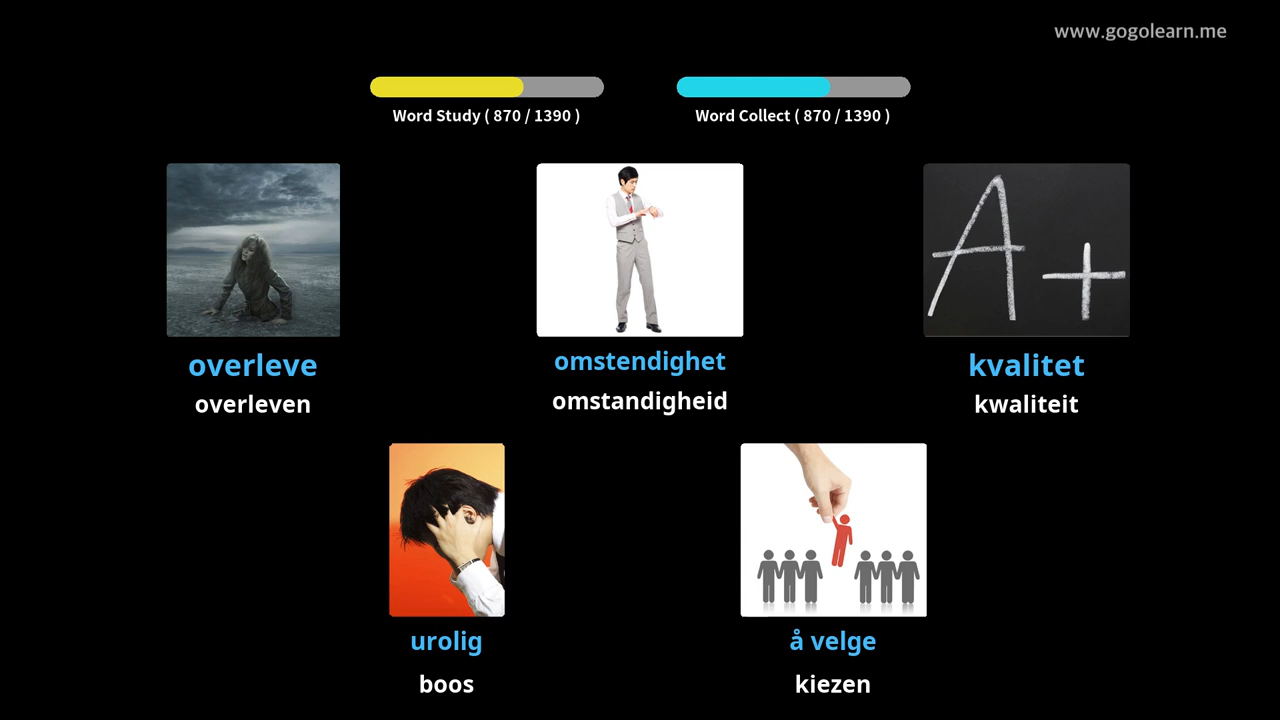 www.gogolearn.me
Word Study ( 870 / 1390 )
Word Collect ( 870 / 1390 )
A+
overleve
overleven
omstendighet
omstandigheid
kvalitet
kwaliteit
urolig
boos
å velge
kiezen